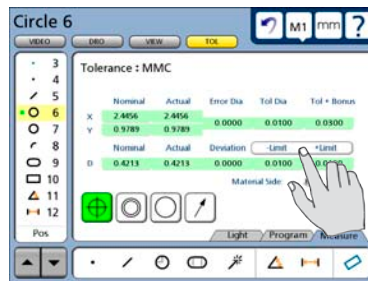 Circle 6
M1 mm ?
VIDEO DRO VIEW TOL
3
4
5
6
7
8
9
10
11
12
Pos
Tolerance : MMC
Nominal Actual Error Dia Tol Dia Tol + Bonus
X 2.4456 2.4456 0.0000 0.0100 0.0300
Y 0.9789 0.9789
Nominal Actual Deviation -Limit +Limit
D 0.4213 0.4213 0.0000 0.0100
Material Side:
Light Program Measure